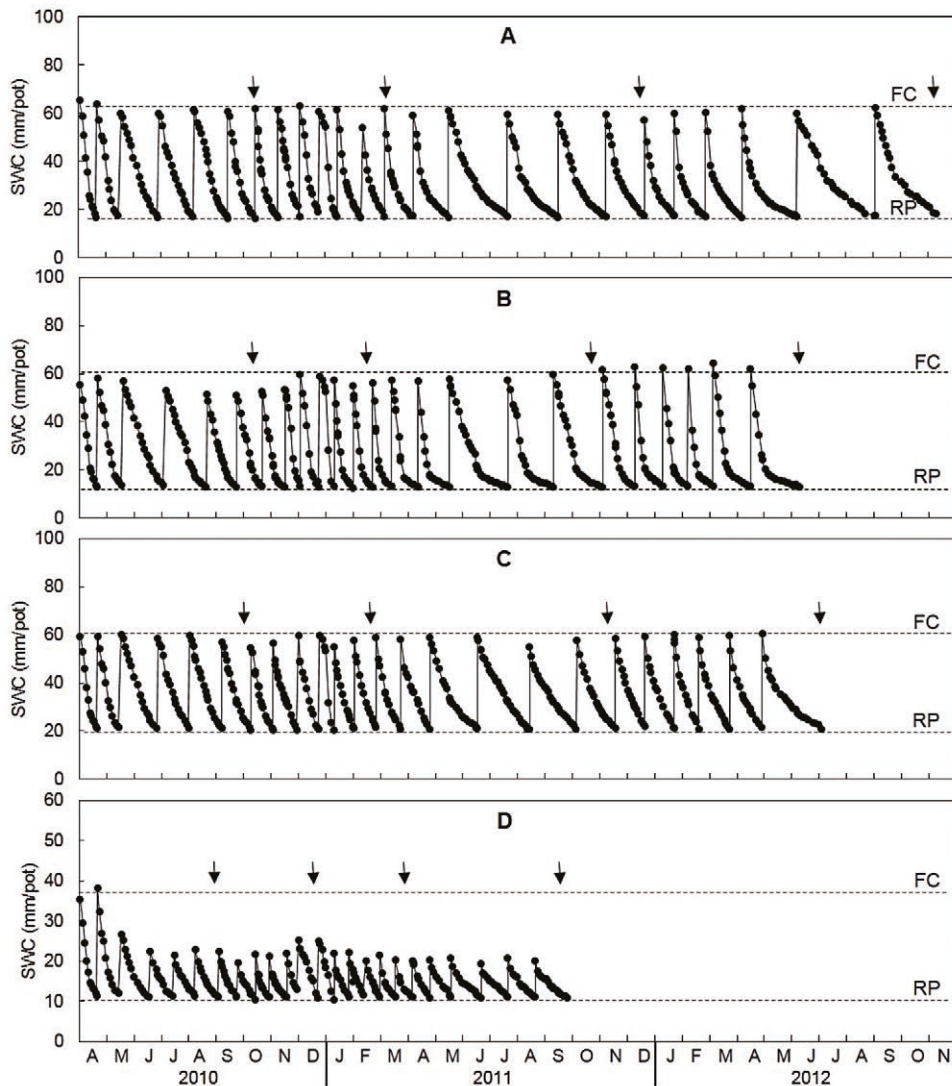 100
A
80
FC
60
SWC (mm/pot)
40
20
RP
0
100
B
80
60
FC
SWC (mm/pot)
40
20
RP
0
100
C
80
60
FC
SWC (mm/pot)
40
20
RP
0
60
D
50
40
FC
SWC (mm/pot)
30
20
10
RP
0
A M J J A S O N D J F M A M J J A S O N D J F M A M J J A S O N
2010 2011 2012